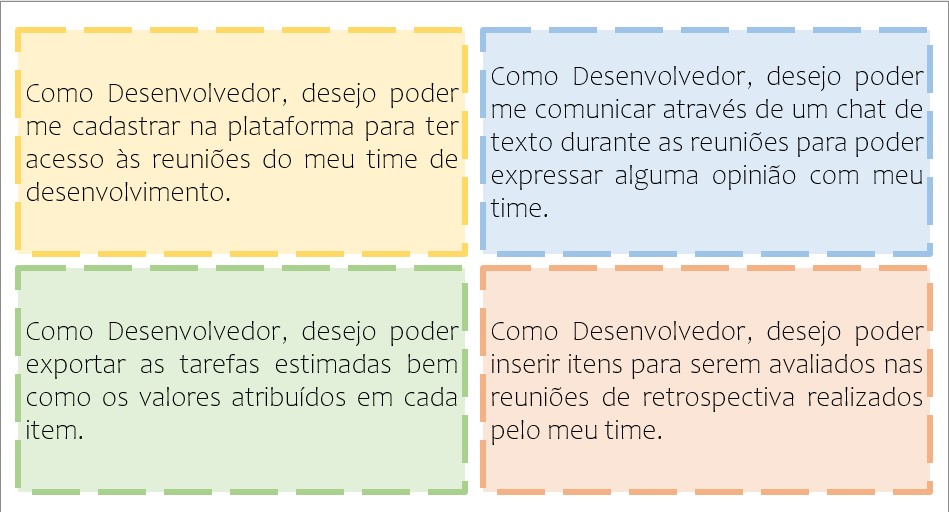 Como Desenvolvedor, desejo poder
me cadastrar na plataforma para ter
acesso às reuniões do meu time de
desenvolvimento.
Como Desenvolvedor, desejo poder
me comunicar através de um chat de
texto durante as reuniões para poder
expressar alguma opinião com meu
time.
Como Desenvolvedor, desejo poder
exportar as tarefas estimadas bem
como os valores atribuídos em cada
item.
Como Desenvolvedor, desejo poder
inserir itens para serem avaliados nas
reuniões de retrospectiva realizados
pelo meu time.